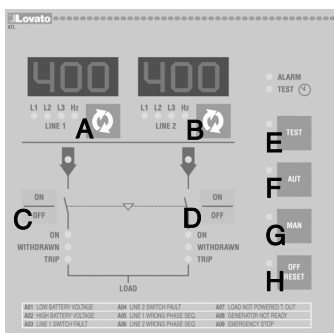 Lovato
ATL
400 400
ALARM
TEST
L1 L2 L3 Hz L1 L2 L3 Hz
LINE 1 A LINE 2 B
E TEST
F AUT
G MAN
H OFF RESET
ON ON
C OFF D OFF
ON ON
WITHDRAWN WITHDRAWN
TRIP TRIP
LOAD
A01 LOW BATTERY VOLTAGE A04 LINE 2 SWITCH FAULT A07 LOAD NOT POWERED T. OUT
A02 HIGH BATTERY VOLTAGE A05 LINE 1 WRONG PHASE SEQ. A08 GENERATOR NOT READY
A03 LINE 1 SWITCH FAULT A06 LINE 2 WRONG PHASE SEQ. A09 EMERGENCY STOP